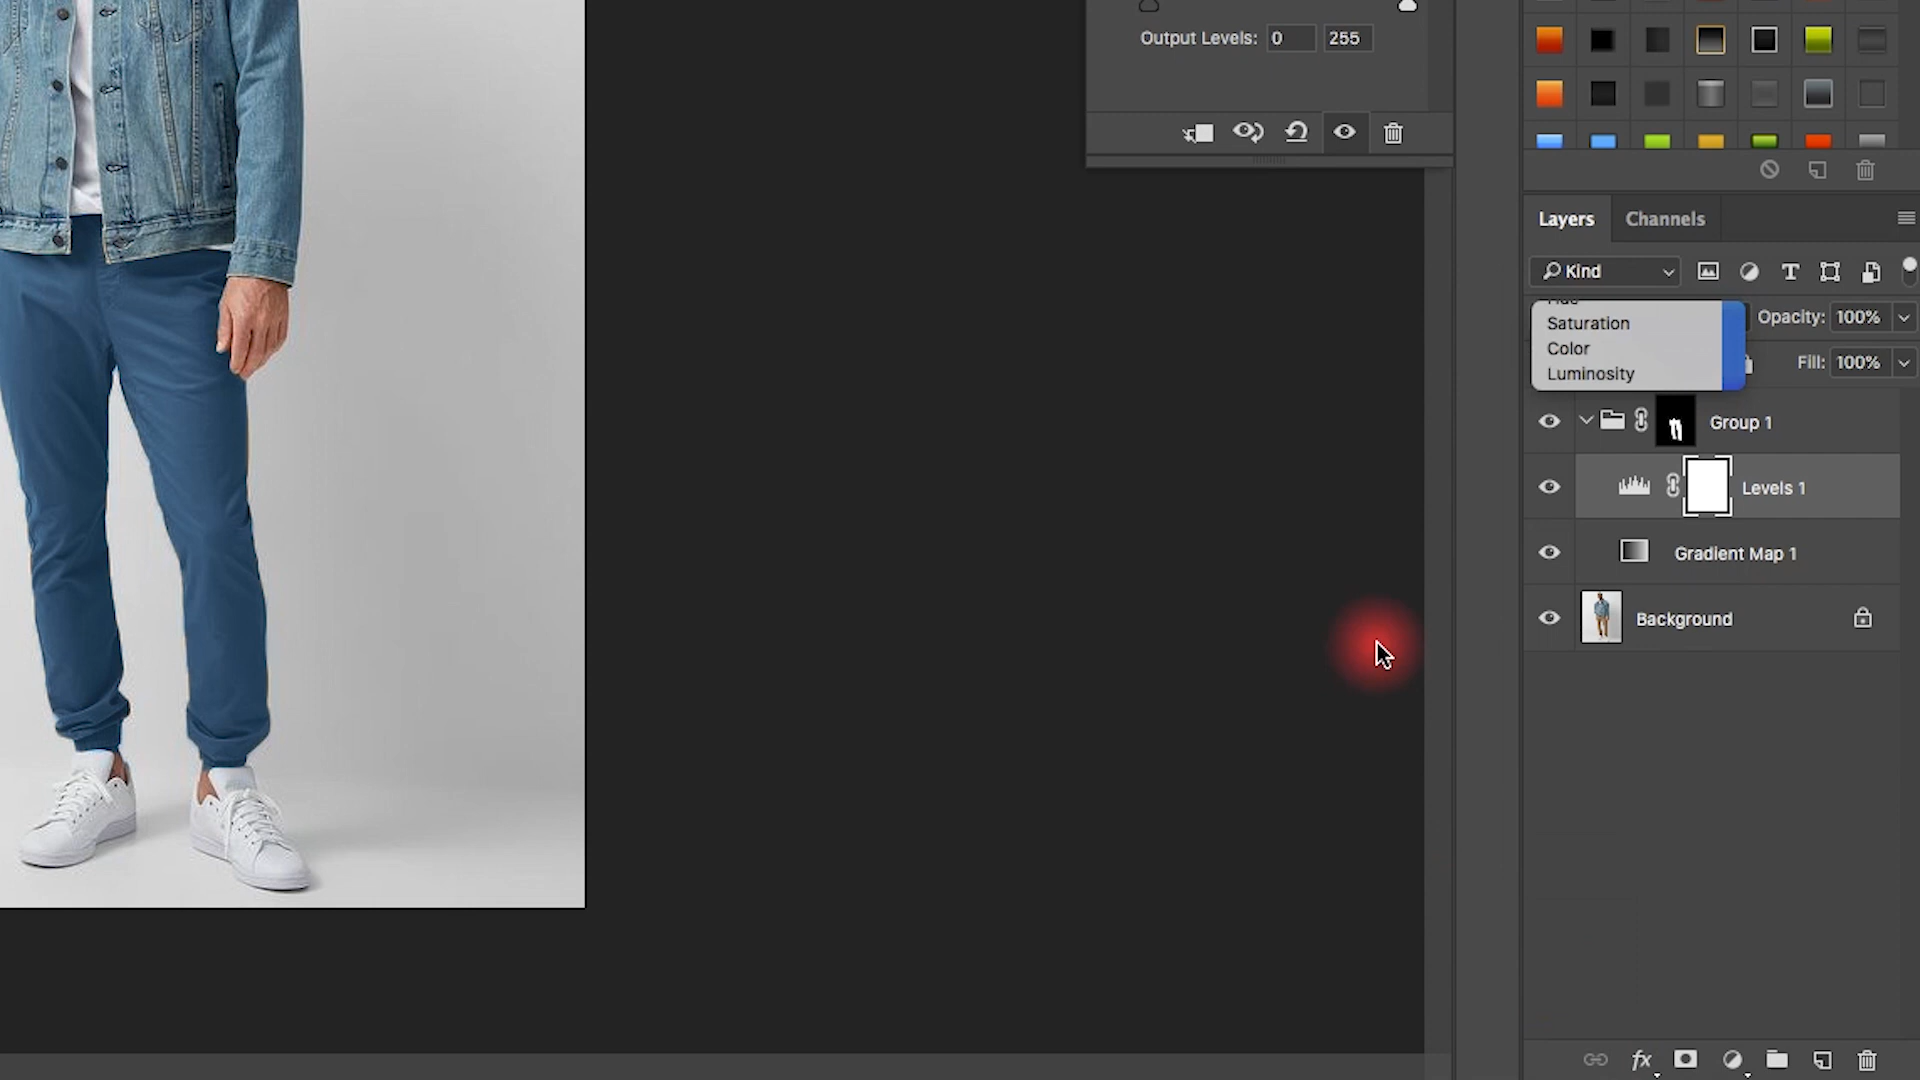 Output Levels: 0 255
Layers Channels
Kind
Opacity: 100%
Saturation
Color
Luminosity
Fill: 100%
Group 1
Levels 1
Gradient Map 1
Background
fx